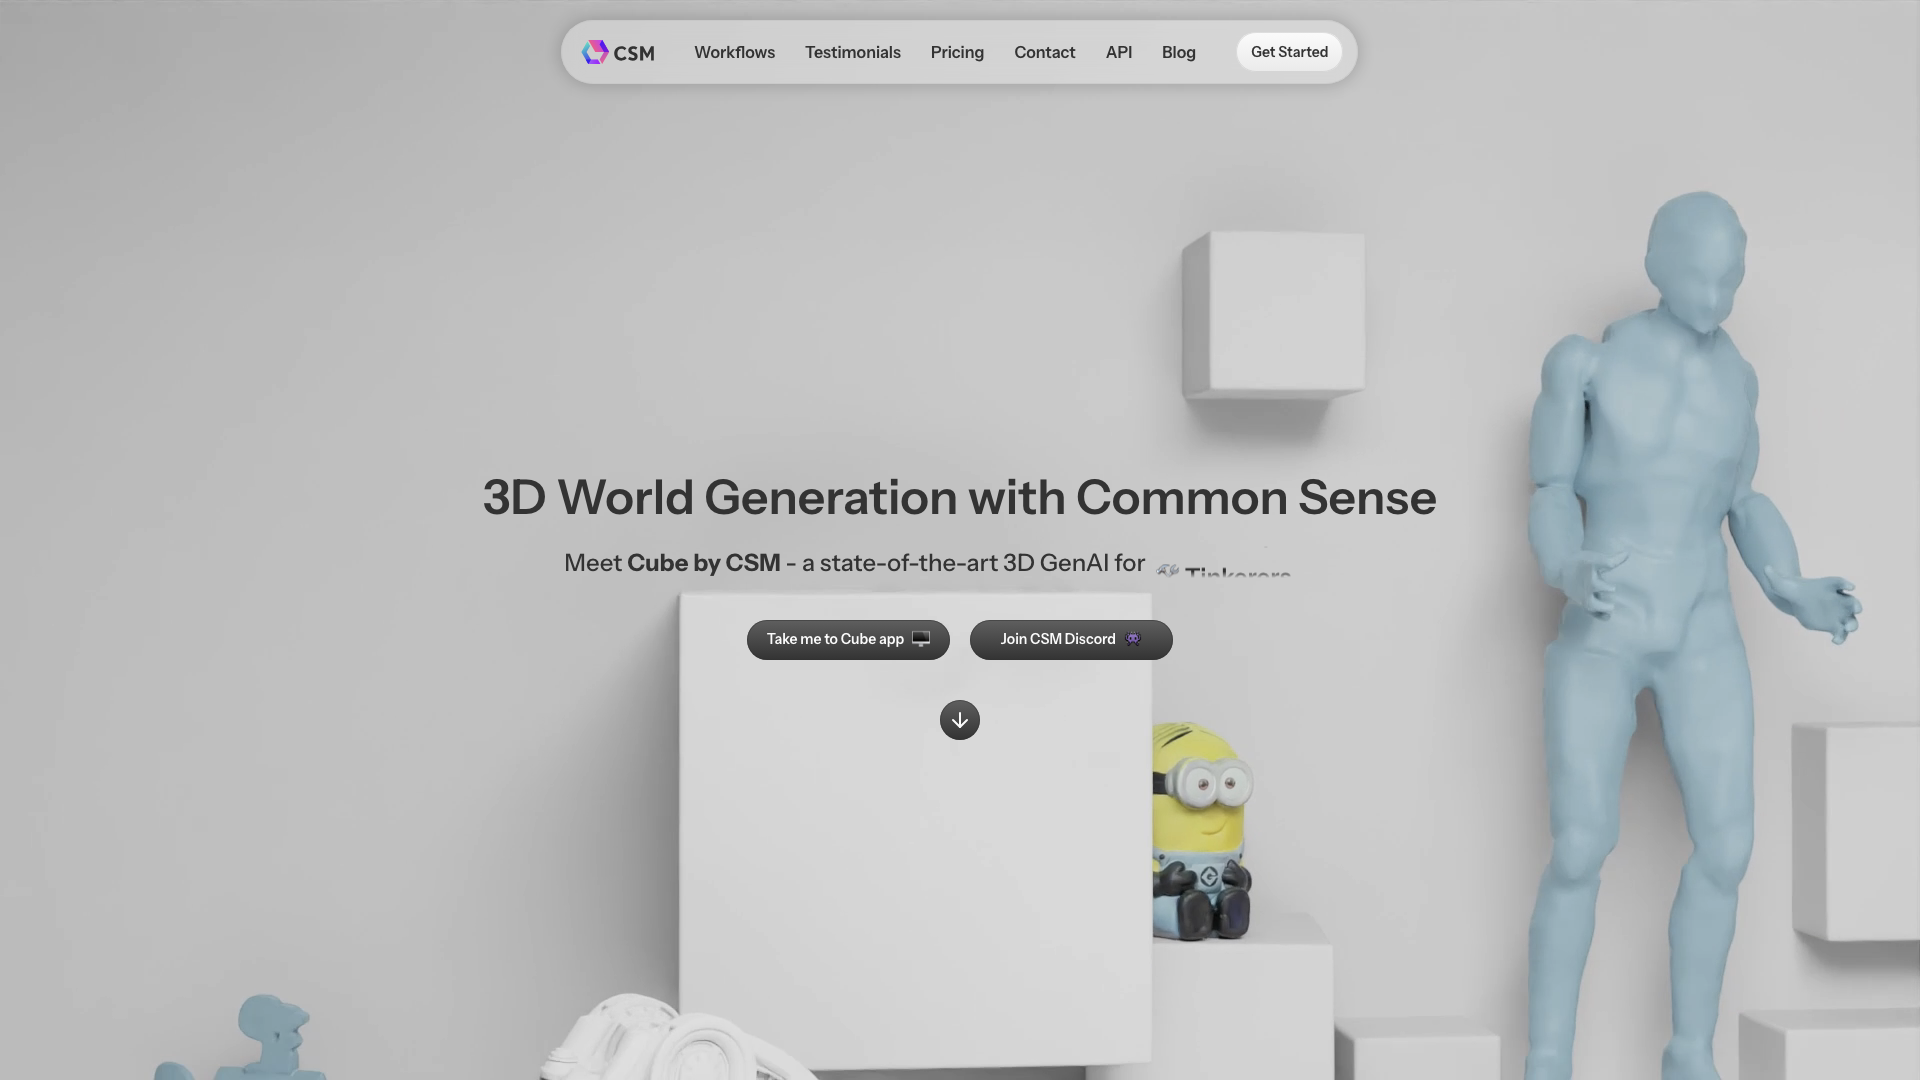 CSM Workflows Testimonials Pricing Contact API Blog Get Started
3D World Generation with Common Sense
Meet Cube by CSM - a state-of-the-art 3D GenAI for Tinkerers
Take me to Cube app Join CSM Discord